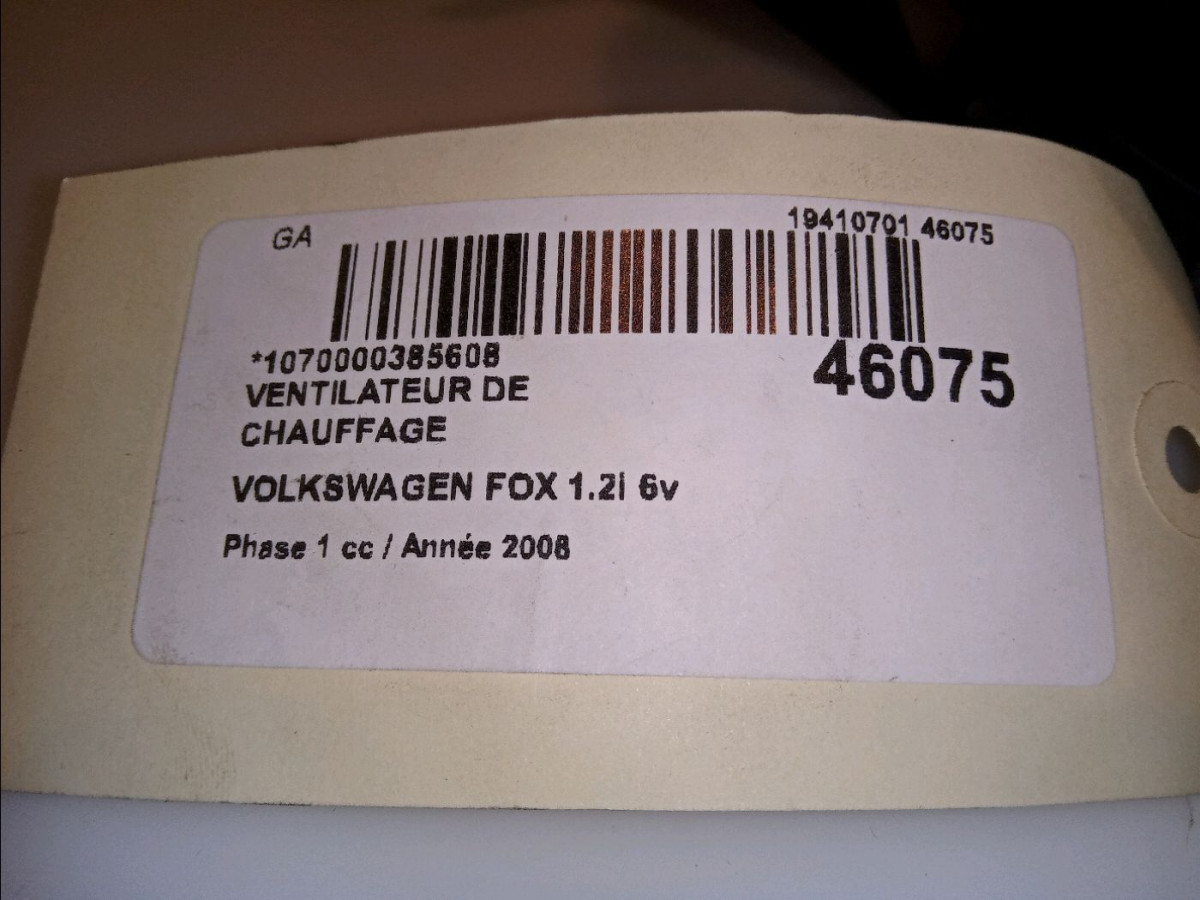 GA
19410701 46075
*1070000385608
46075
VENTILATEUR DE
CHAUFFAGE
VOLKSWAGEN FOX 1.2i 6v
Phase 1 cc / Année 2008